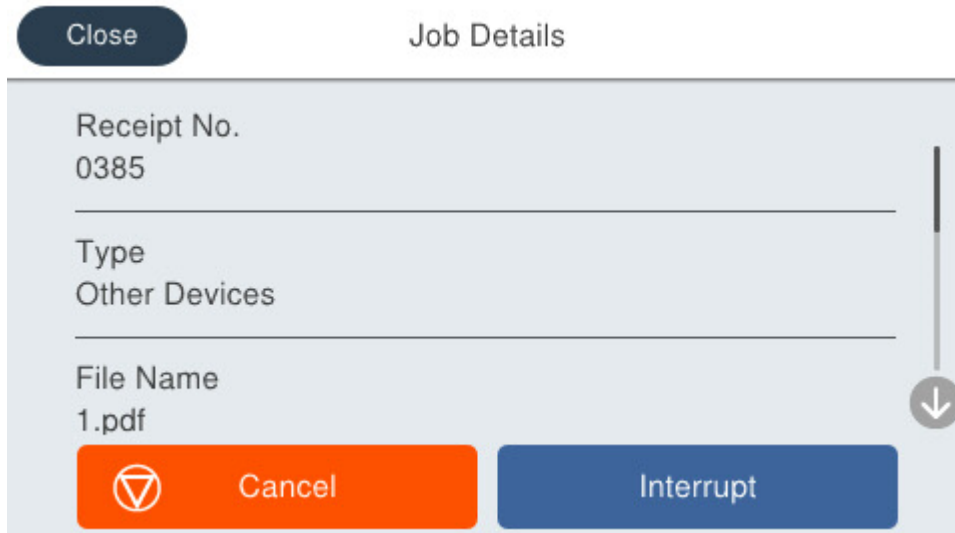 Close
Job Details
Receipt No.
0385
Type
Other Devices
File Name
1.pdf
Cancel
Interrupt